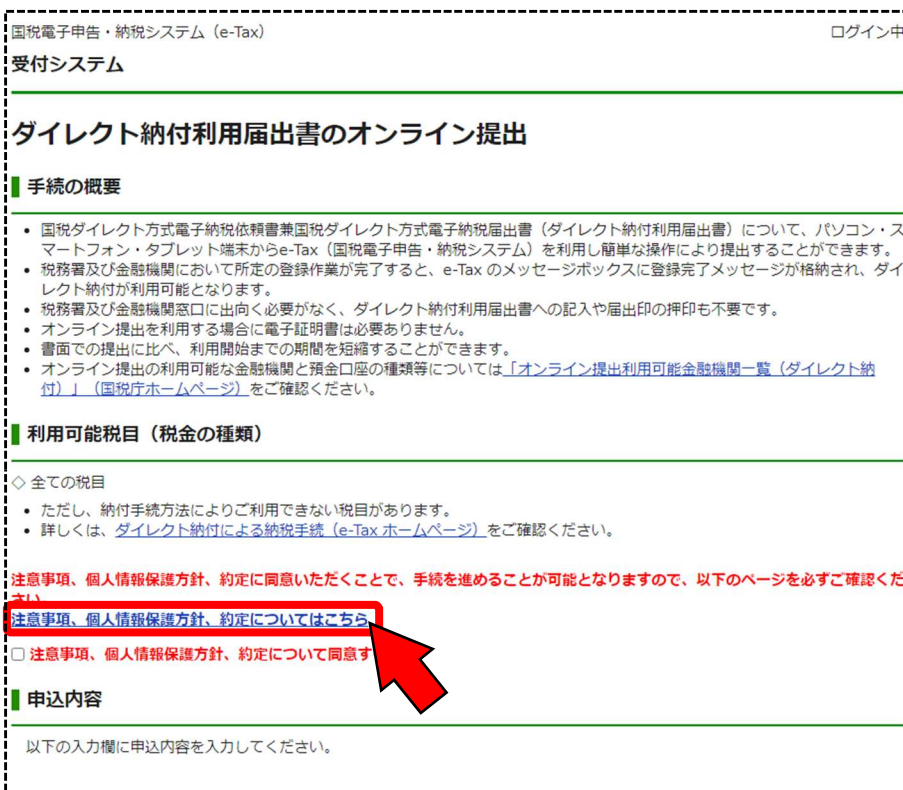 国税電子申告・納税システム（e-Tax）
ログイン中
受付システム
ダイレクト納付利用届出書のオンライン提出
手続の概要
• 国税ダイレクト方式電子納税依頼書兼国税ダイレクト方式電子納税届出書（ダイレクト納付利用届出書）について、パソコン・ス
マートフォン・タブレット端末からe-Tax（国税電子申告・納税システム）を利用し簡単な操作により提出することができます。
• 税務署及び金融機関において所定の登録作業が完了すると、e-Tax のメッセージボックスに登録完了メッセージが格納され、ダイ
レクト納付が利用可能となります。
• 税務署及び金融機関窓口に出向く必要がなく、ダイレクト納付利用届出書への記入や届出印の押印も不要です。
• オンライン提出を利用する場合に電子証明書は必要ありません。
• 書面での提出に比べ、利用開始までの期間を短縮することができます。
• オンライン提出の利用可能な金融機関と預金口座の種類等については「オンライン提出利用可能金融機関一覧（ダイレクト納
付）」（国税庁ホームページ）をご確認ください。
利用可能税目（税金の種類）
◇ 全ての税目
• ただし、納付手続方法によりご利用できない税目があります。
• 詳しくは、ダイレクト納付による納税手続（e-Tax ホームページ）をご確認ください。
注意事項、個人情報保護方針、約定に同意いただくことで、手続を進めることが可能となりますので、以下のページを必ずご確認くだ
さい。
注意事項、個人情報保護方針、約定についてはこちら
注意事項、個人情報保護方針、約定について同意す
申込内容
以下の入力欄に申込内容を入力してください。